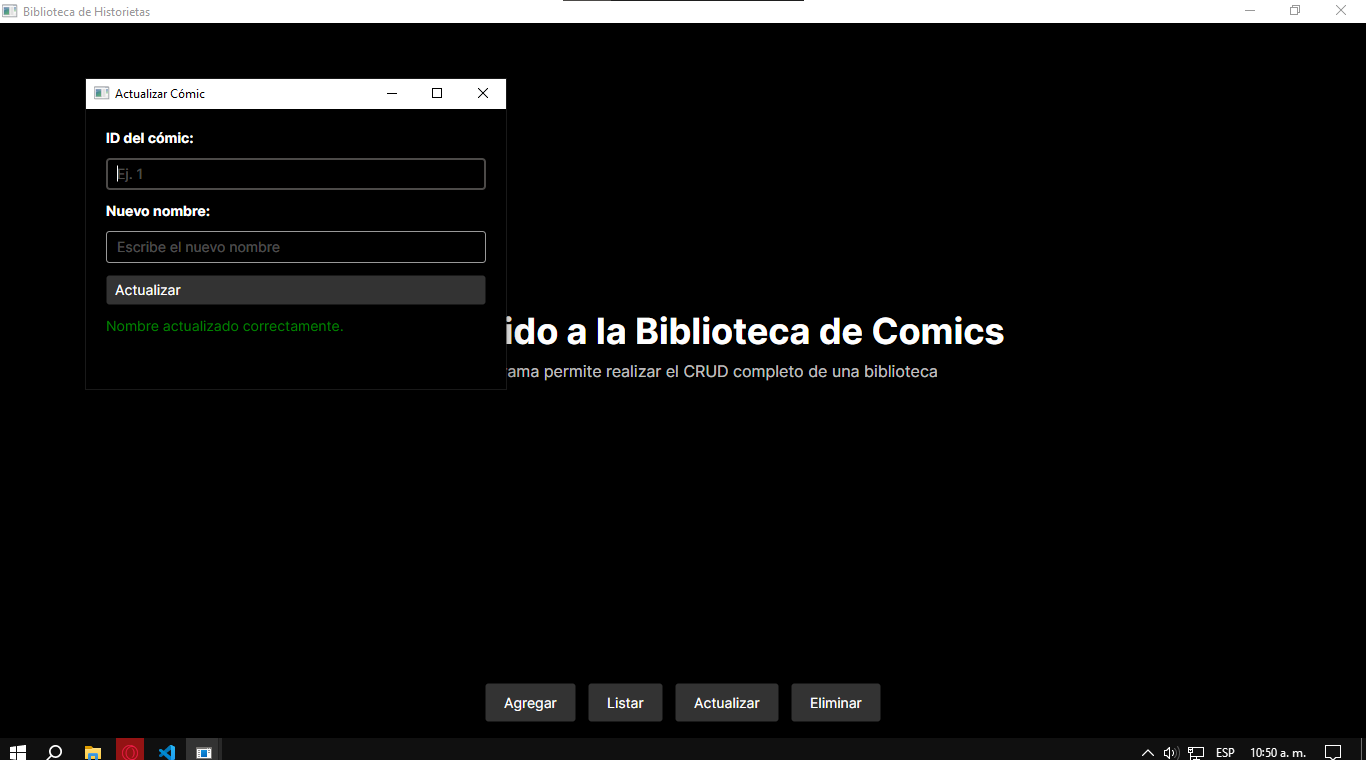 Biblioteca de Historietas
Actualizar Cómic
ID del cómic:
Ej. 1
Nuevo nombre:
Escribe el nuevo nombre
Actualizar
Nombre actualizado correctamente.
ido a la Biblioteca de Comics
rama permite realizar el CRUD completo de una biblioteca
Agregar Listar Actualizar Eliminar
ESP 10:50 a. m.